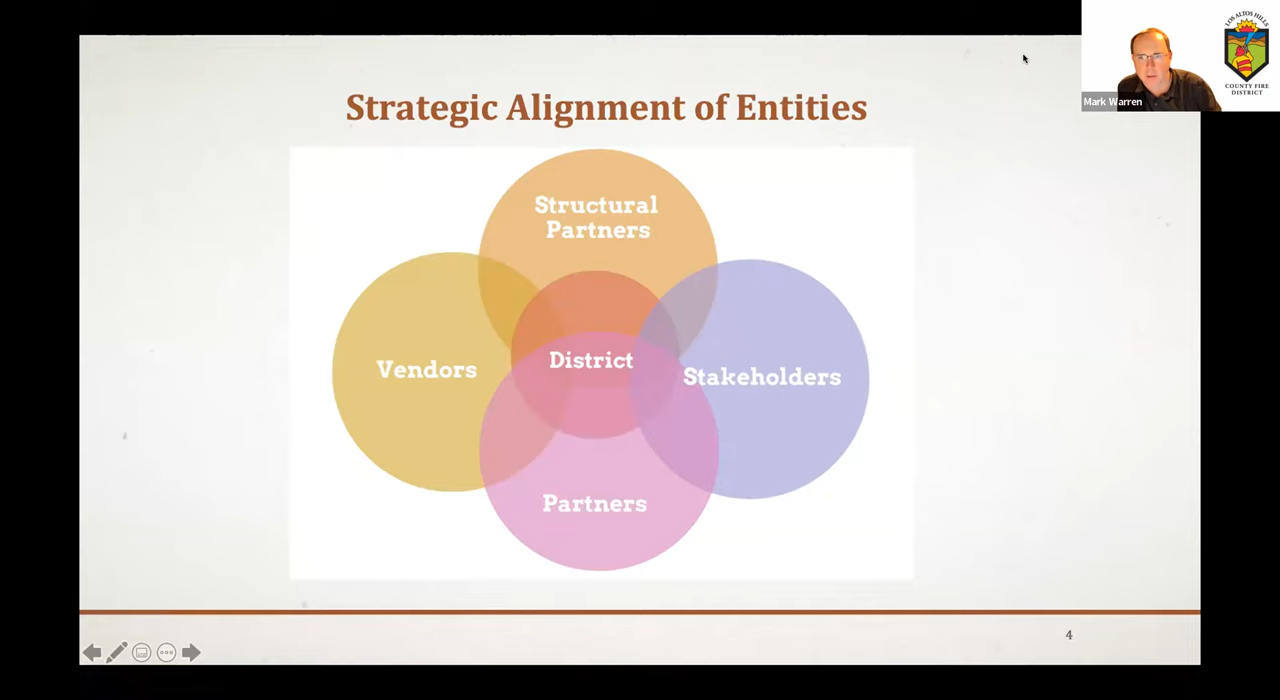 LOS ALTOS HILLS
COUNTY FIRE
DISTRICT
Mark Warren
Strategic Alignment of Entities
Structural
Partners
Vendors
District
Stakeholders
Partners
4